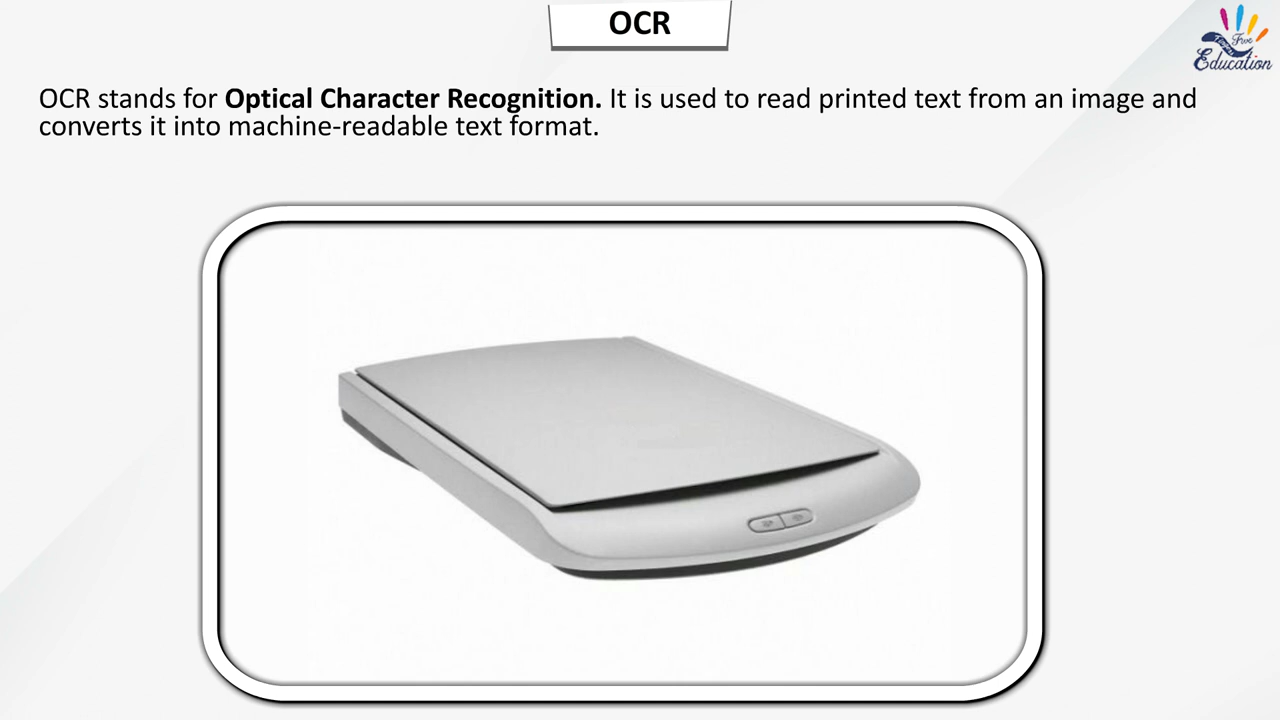 OCR
Five
Education
OCR stands for Optical Character Recognition. It is used to read printed text from an image and
converts it into machine-readable text format.